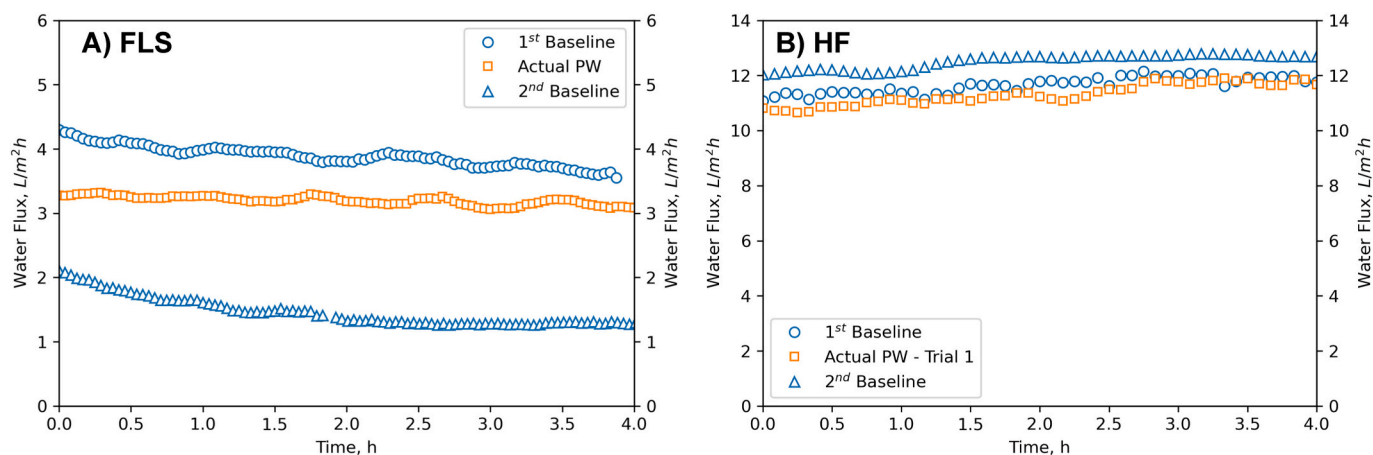 A) FLS
1st Baseline
Actual PW
2nd Baseline
Water Flux, L/m²h
6
5
4
3
2
1
0
0.0 0.5 1.0 1.5 2.0 2.5 3.0 3.5 4.0
Time, h
6
5
4
3
2
1
0
Water Flux, L/m²h
B) HF
Water Flux, L/m²h
14
12
10
8
6
4
2
0
1st Baseline
Actual PW - Trial 1
2nd Baseline
0.0 0.5 1.0 1.5 2.0 2.5 3.0 3.5 4.0
Time, h
14
12
10
8
6
4
2
0
Water Flux, L/m²h